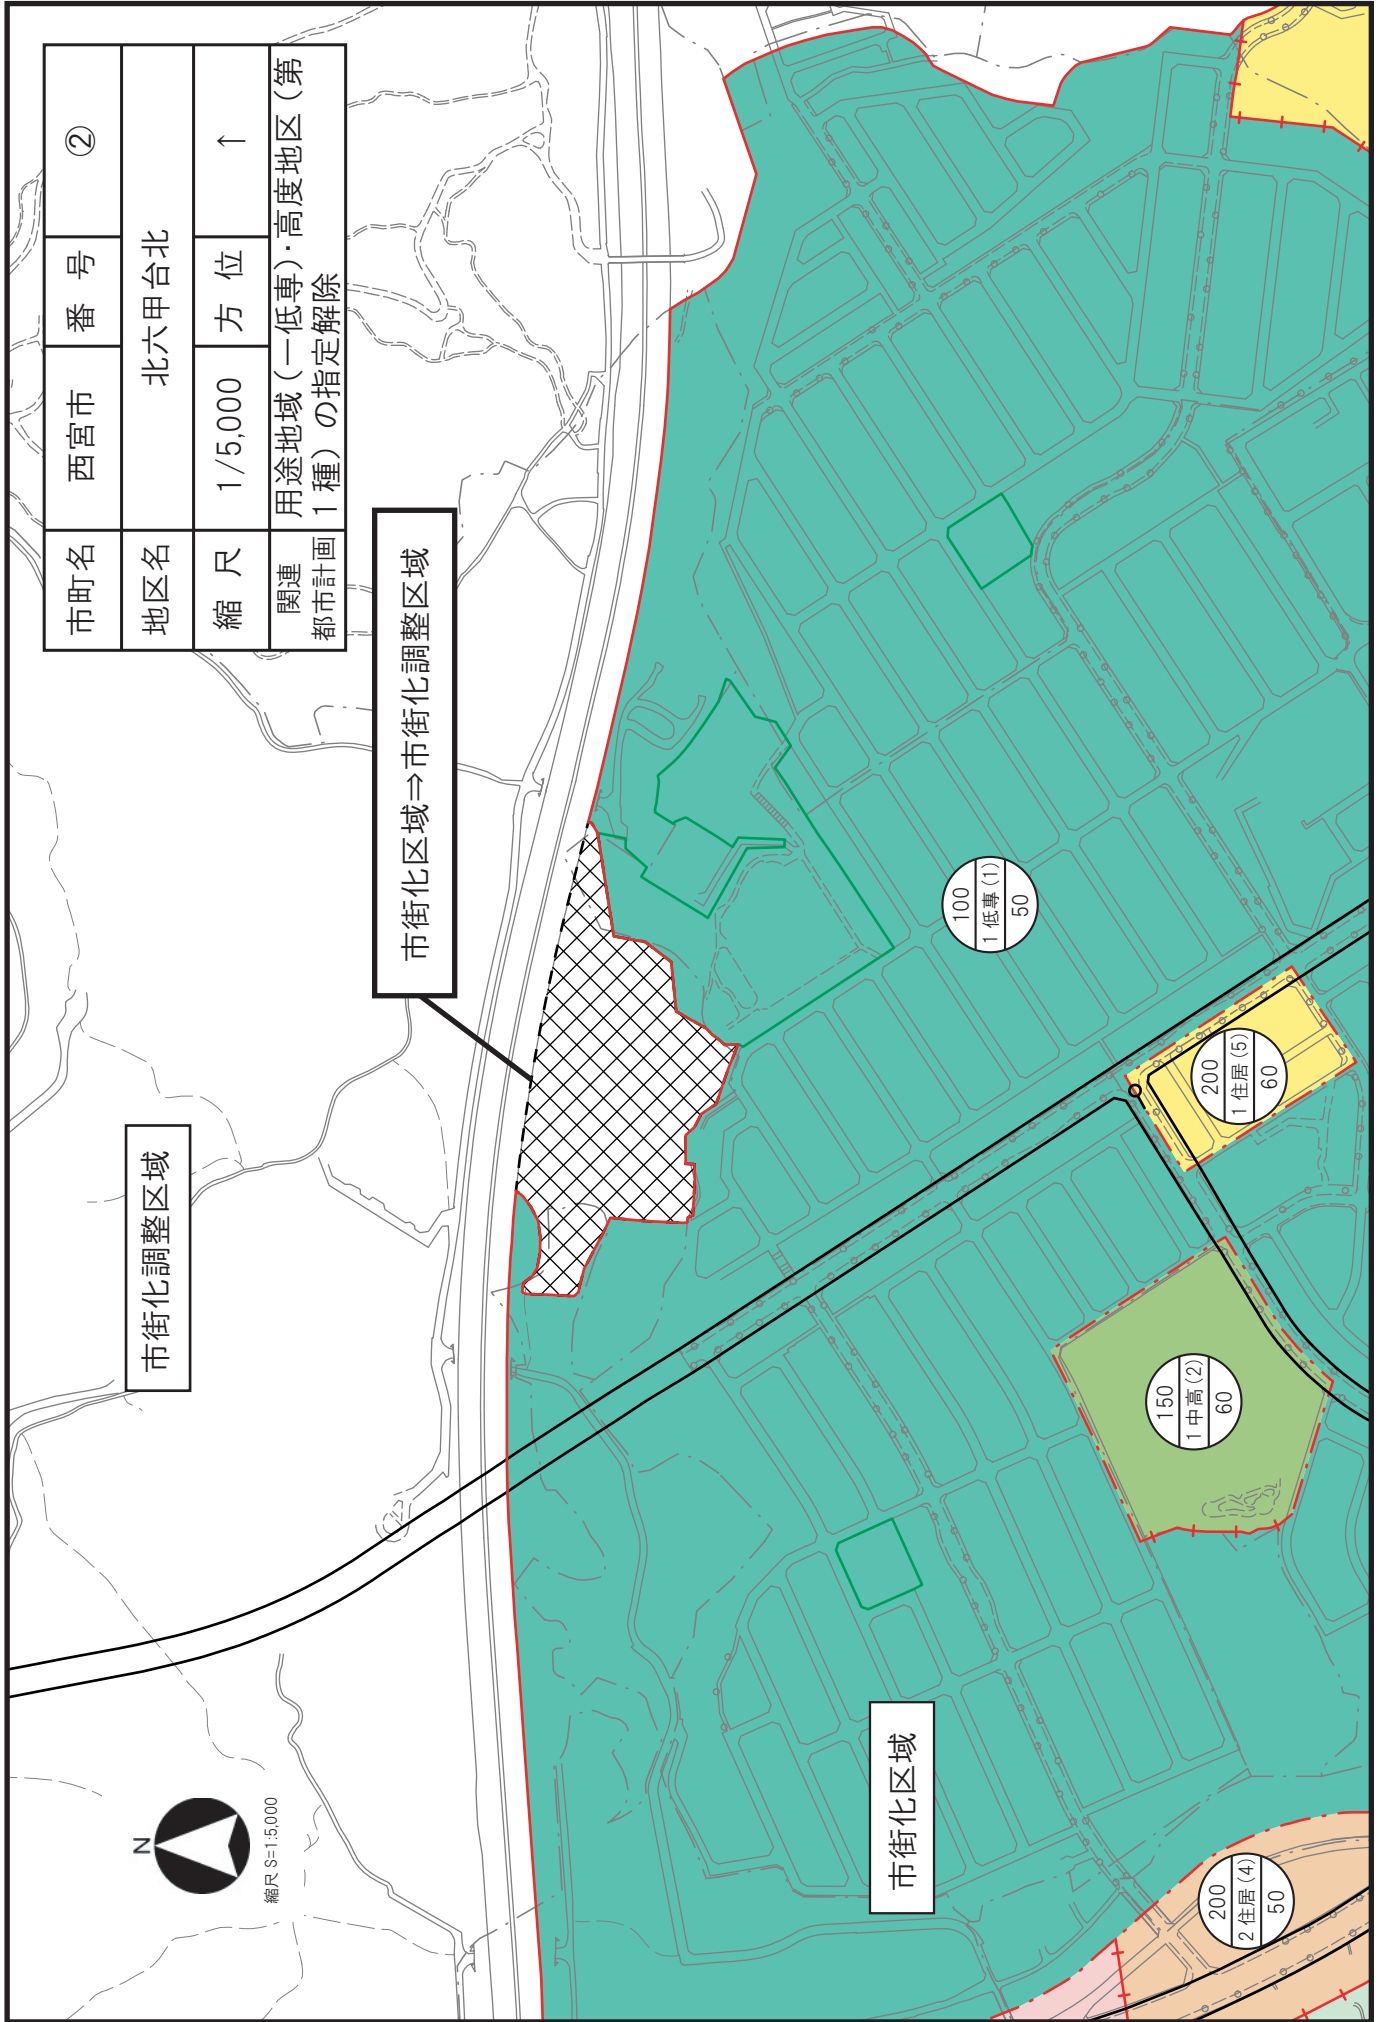 市町名 西宮市 番号 ②
地区名 北六甲台北
縮尺 1/5,000 方位 ↑
関連
都市計画
用途地域（一低専）・高度地区（第
1種）の指定解除
市街化区域⇒市街化調整区域
市街化調整区域
N
縮尺 S=1:5,000
市街化区域
100
1低専(1)
50
200
1住居(5)
60
150
1中高(2)
60
200
2住居(4)
50